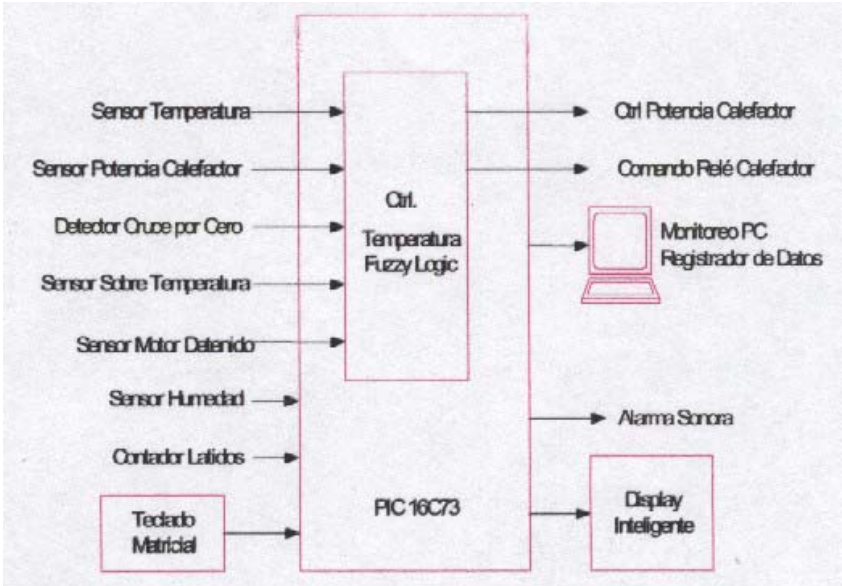 Sensor Temperatura
Sensor Potencia Calefactor
Detector Cruce por Cero
Sensor Sobre Temperatura
Sensor Motor Detenido
Sensor Humedad
Contador Latidos
Teclado
Matricial
Ctrl.
Temperatura
Fuzzy Logic
PIC 16C73
Ctrl Potencia Calefactor
Comando Relé Calefactor
Monitoreo PC
Registrador de Datos
Alarma Sonora
Display
Inteligente